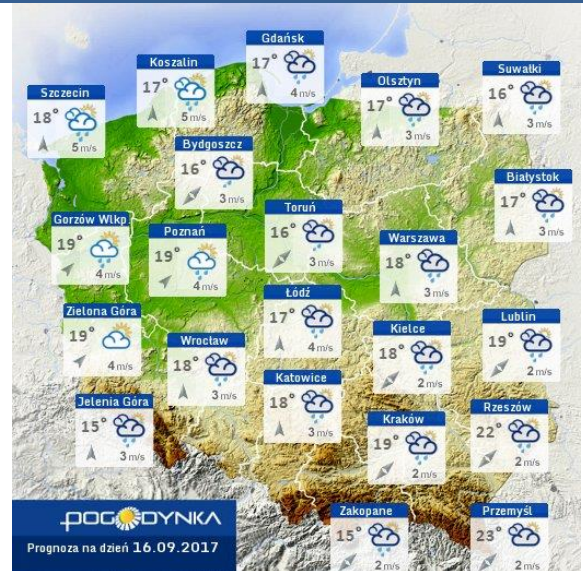 Gdańsk
17°
4 m/s
Koszalin
17°
5 m/s
Suwałki
16°
3 m/s
Olsztyn
17°
3 m/s
Szczecin
18°
5 m/s
Bydgoszcz
16°
3 m/s
Białystok
17°
3 m/s
Toruń
16°
3 m/s
Gorzów Wlkp
19°
4 m/s
Poznań
19°
4 m/s
Warszawa
18°
3 m/s
Łódź
17°
4 m/s
Zielona Góra
19°
4 m/s
Lublin
19°
2 m/s
Kielce
18°
2 m/s
Wrocław
18°
3 m/s
Katowice
18°
3 m/s
Jelenia Góra
15°
3 m/s
Rzeszów
22°
2 m/s
Kraków
19°
2 m/s
Zakopane
15°
2 m/s
Przemyśl
23°
2 m/s
POGODYNKA
Prognoza na dzień 16.09.2017